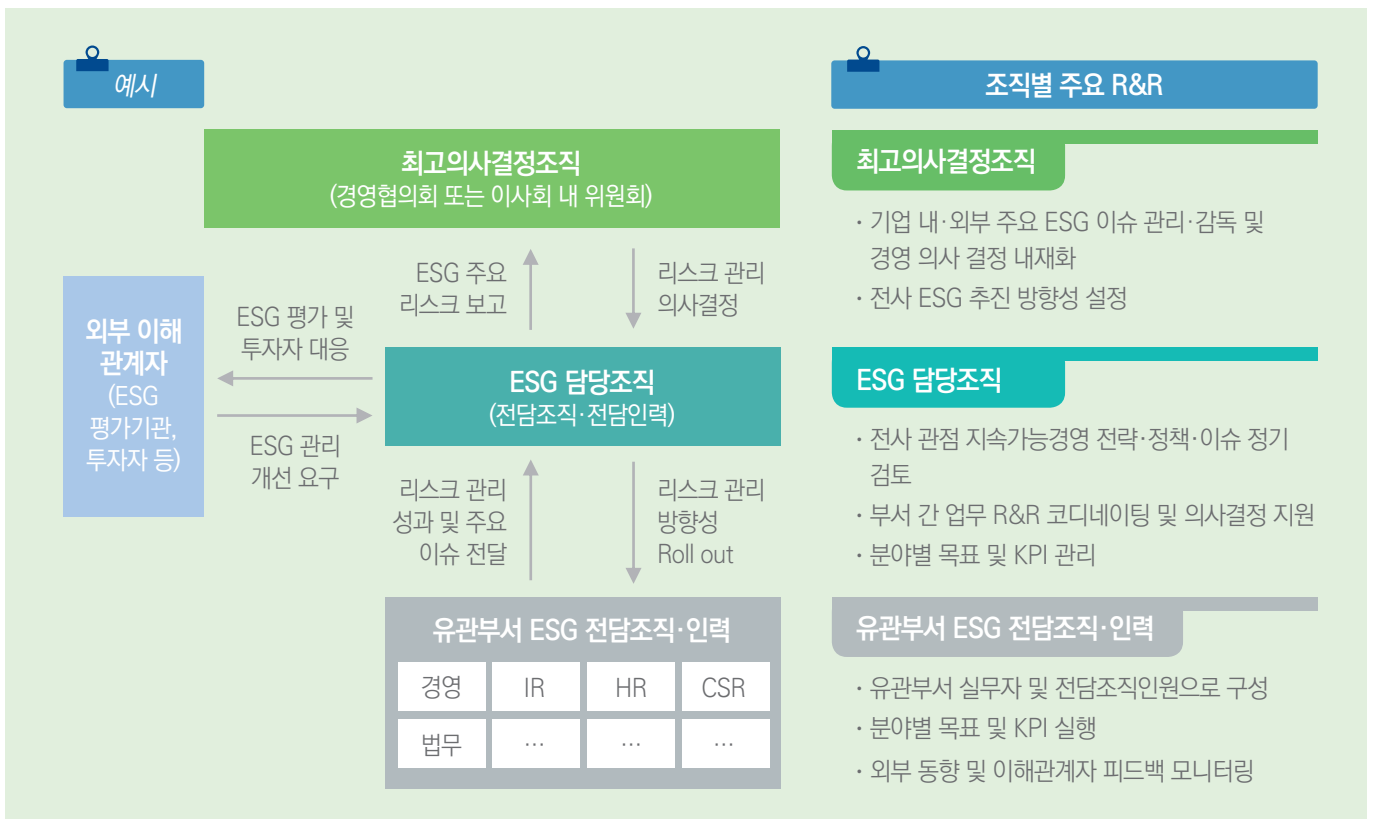 예시
최고의사결정조직
(경영협의회 또는 이사회 내 위원회)
ESG 주요
리스크 보고
리스크 관리
의사결정
외부 이해
관계자
(ESG
평가기관,
투자자 등)
ESG 평가 및
투자자 대응
ESG 관리
개선 요구
ESG 담당조직
(전담조직·전담인력)
리스크 관리
성과 및 주요
이슈 전달
리스크 관리
방향성
Roll out
유관부서 ESG 전담조직·인력
경영 IR HR CSR
법무 … … …
조직별 주요 R&R
최고의사결정조직
· 기업 내·외부 주요 ESG 이슈 관리·감독 및
경영 의사 결정 내재화
· 전사 ESG 추진 방향성 설정
ESG 담당조직
· 전사 관점 지속가능경영 전략·정책·이슈 정기
검토
· 부서 간 업무 R&R 코디네이팅 및 의사결정 지원
· 분야별 목표 및 KPI 관리
유관부서 ESG 전담조직·인력
· 유관부서 실무자 및 전담조직인원으로 구성
· 분야별 목표 및 KPI 실행
· 외부 동향 및 이해관계자 피드백 모니터링